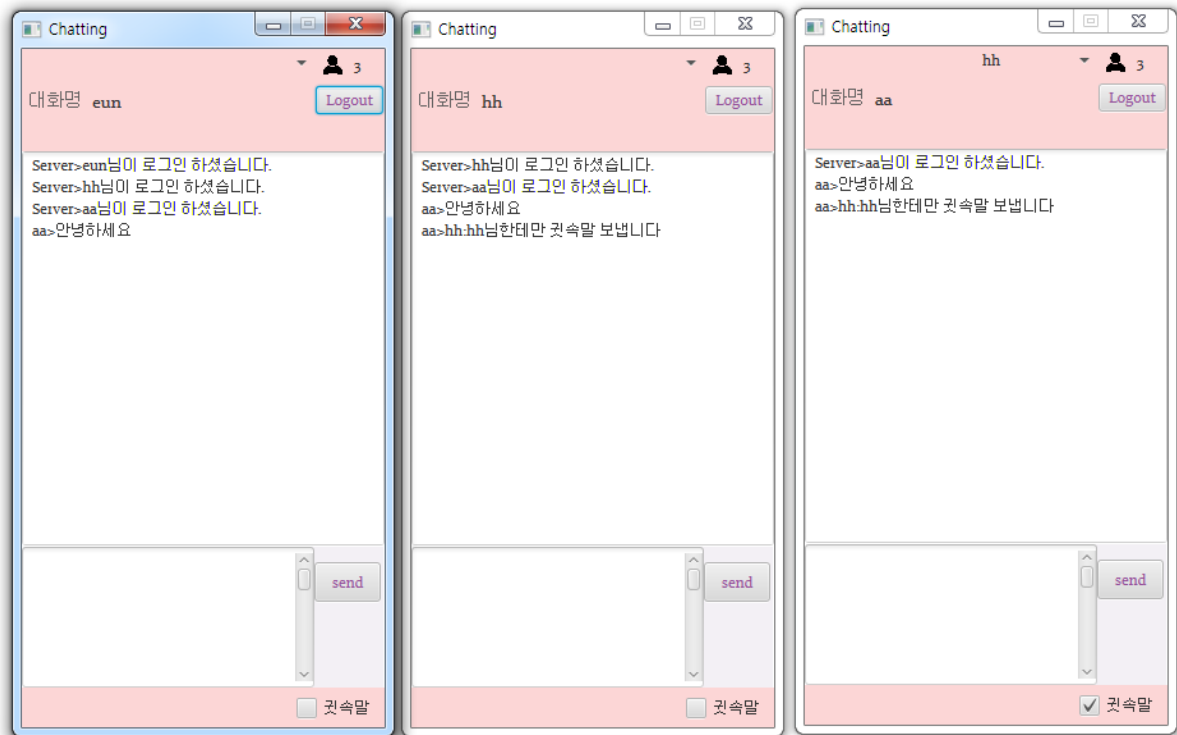 Chatting
3
대화명 eun
Logout
Server>eun님이 로그인 하셨습니다.
Server>hh님이 로그인 하셨습니다.
Server>aa님이 로그인 하셨습니다.
aa>안녕하세요
send
귓속말
Chatting
3
대화명 hh
Logout
Server>hh님이 로그인 하셨습니다.
Server>aa님이 로그인 하셨습니다.
aa>안녕하세요
aa>hh:hh님한테만 귓속말 보냅니다
send
귓속말
Chatting
hh 3
대화명 aa
Logout
Server>aa님이 로그인 하셨습니다.
aa>안녕하세요
aa>hh:hh님한테만 귓속말 보냅니다
send
귓속말